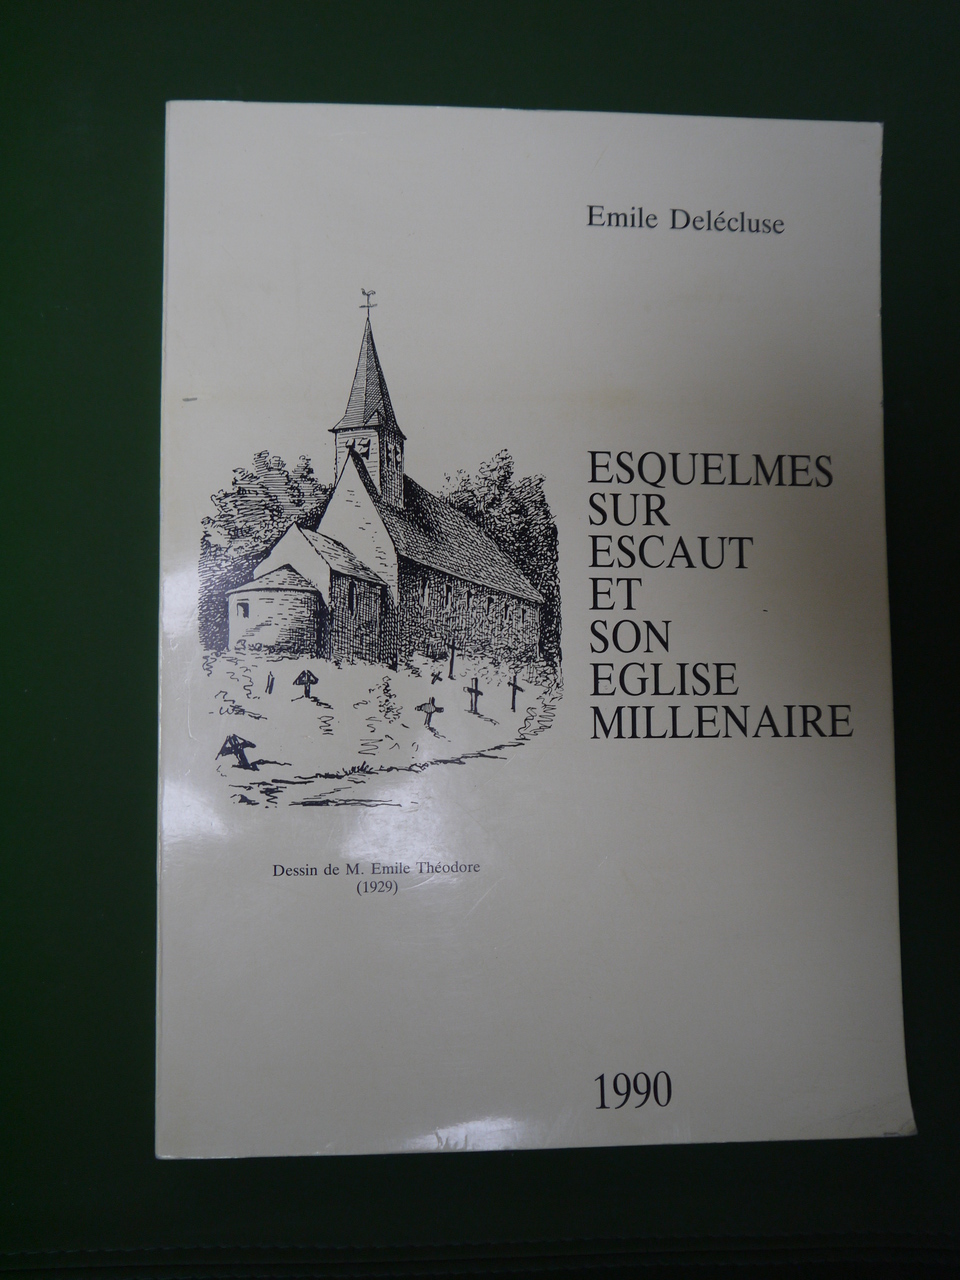 Emile Delécluse
ESQUELMES
SUR
ESCAUT
ET
SON
EGLISE
MILLENAIRE
Dessin de M. Emile Théodore
(1929)
1990